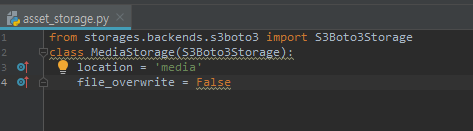 asset_storage.py
1 from storages.backends.s3boto3 import S3Boto3Storage
2 class MediaStorage(S3Boto3Storage):
3 location = 'media'
4 file_overwrite = False